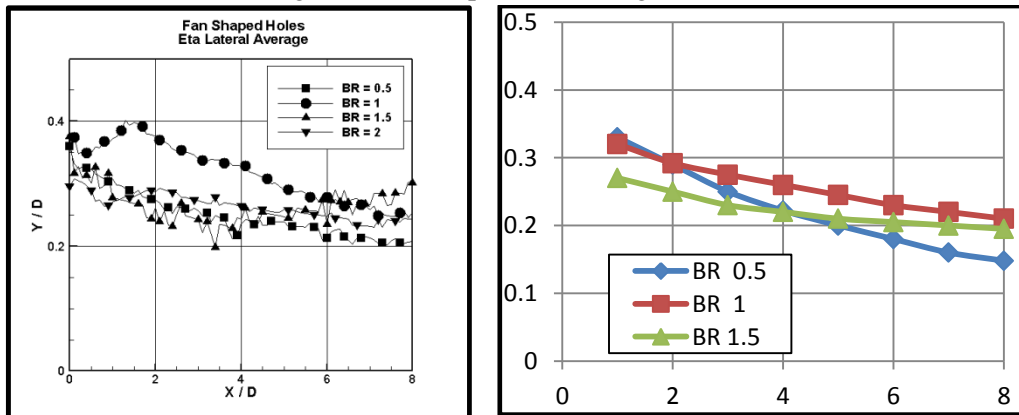 Fan Shaped Holes
Eta Lateral Average
BR = 0.5
BR = 1
BR = 1.5
BR = 2
0.4
0.2
0
Y / D
0 2 4 6 8
X / D
0.5
0.4
0.3
0.2
0.1
0
BR 0.5
BR 1
BR 1.5
0 2 4 6 8